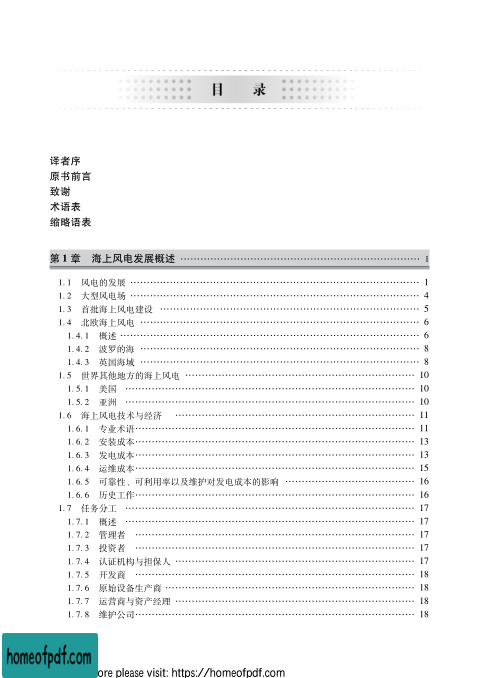 目 录
译者序
原书前言
致谢
术语表
缩略语表
第1章 海上风电发展概述 …… 1
1.1 风电的发展 …… 1
1.2 大型风电场 …… 4
1.3 首批海上风电建设 …… 5
1.4 北欧海上风电 …… 6
1.4.1 概述 …… 6
1.4.2 波罗的海 …… 8
1.4.3 英国海域 …… 8
1.5 世界其他地方的海上风电 …… 10
1.5.1 美国 …… 10
1.5.2 亚洲 …… 10
1.6 海上风电技术与经济 …… 11
1.6.1 专业术语 …… 11
1.6.2 安装成本 …… 13
1.6.3 发电成本 …… 13
1.6.4 运维成本 …… 15
1.6.5 可靠性、可利用率以及维护对发电成本的影响 …… 16
1.6.6 历史工作 …… 16
1.7 任务分工 …… 17
1.7.1 概述 …… 17
1.7.2 管理者 …… 17
1.7.3 投资者 …… 17
1.7.4 认证机构与担保人 …… 17
1.7.5 开发商 …… 18
1.7.6 原始设备生产商 …… 18
1.7.7 运营商与资产经理 …… 18
1.7.8 维护公司 …… 18
homeofpdf.com
ore please visit: https://homeofpdf.com